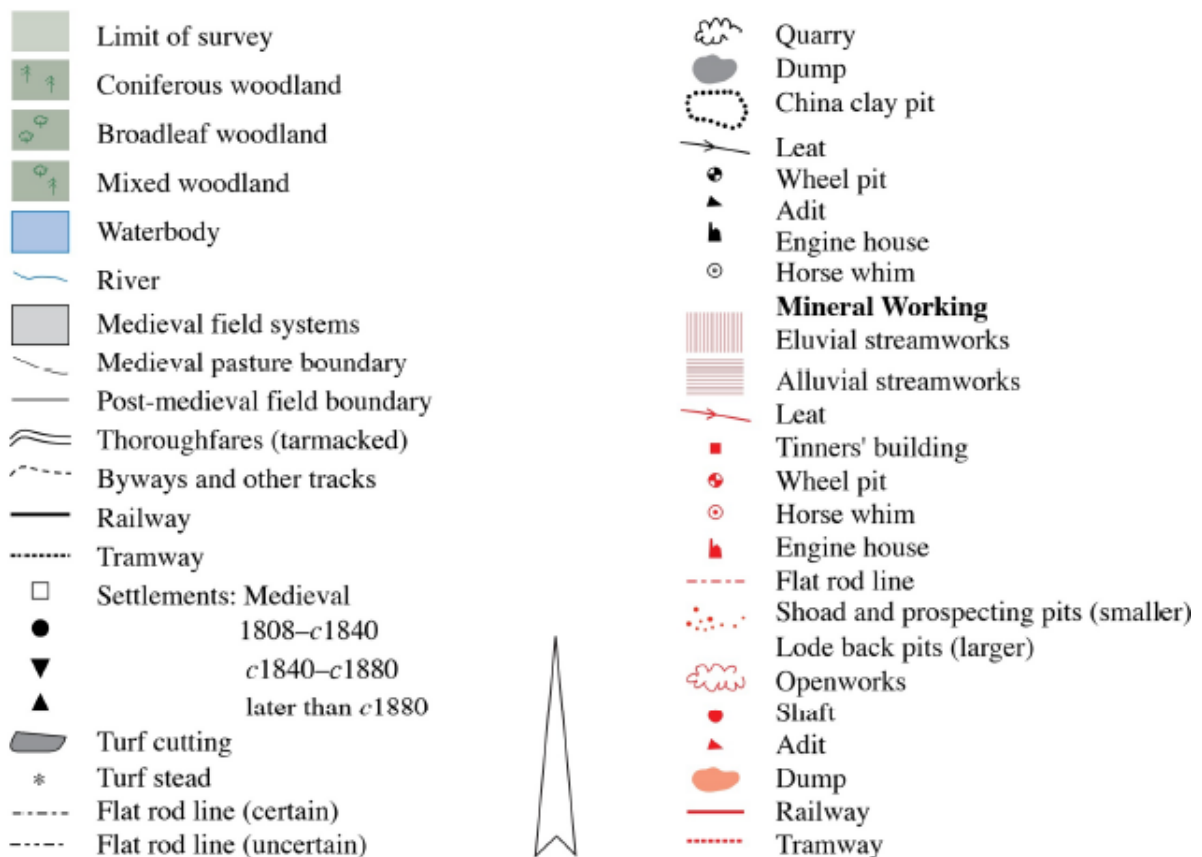 Limit of survey
Coniferous woodland
Broadleaf woodland
Mixed woodland
Waterbody
River
Medieval field systems
Medieval pasture boundary
Post-medieval field boundary
Thoroughfares (tarmacked)
Byways and other tracks
Railway
Tramway
Settlements: Medieval
1808–c1840
c1840–c1880
later than c1880
Turf cutting
Turf stead
Flat rod line (certain)
Flat rod line (uncertain)
Quarry
Dump
China clay pit
Leat
Wheel pit
Adit
Engine house
Horse whim
Mineral Working
Eluvial streamworks
Alluvial streamworks
Leat
Tinners' building
Wheel pit
Horse whim
Engine house
Flat rod line
Shoad and prospecting pits (smaller)
Lode back pits (larger)
Openworks
Shaft
Adit
Dump
Railway
Tramway